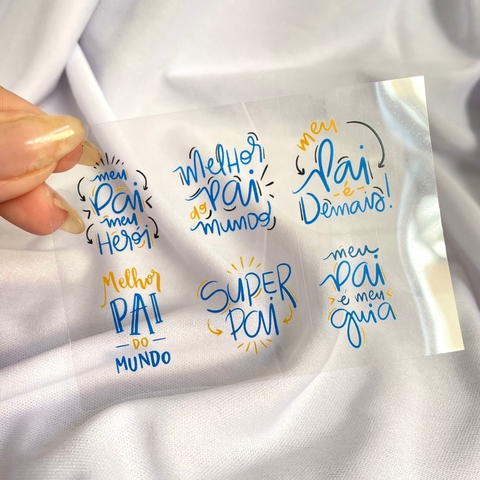 meu
Pai
meu
Herói
Melhor
Pai
do
mundo!
meu
Pai
é
Demais!
Melhor
PAI
DO
MUNDO
SUPER
Pai
meu
Pai
é meu
guia